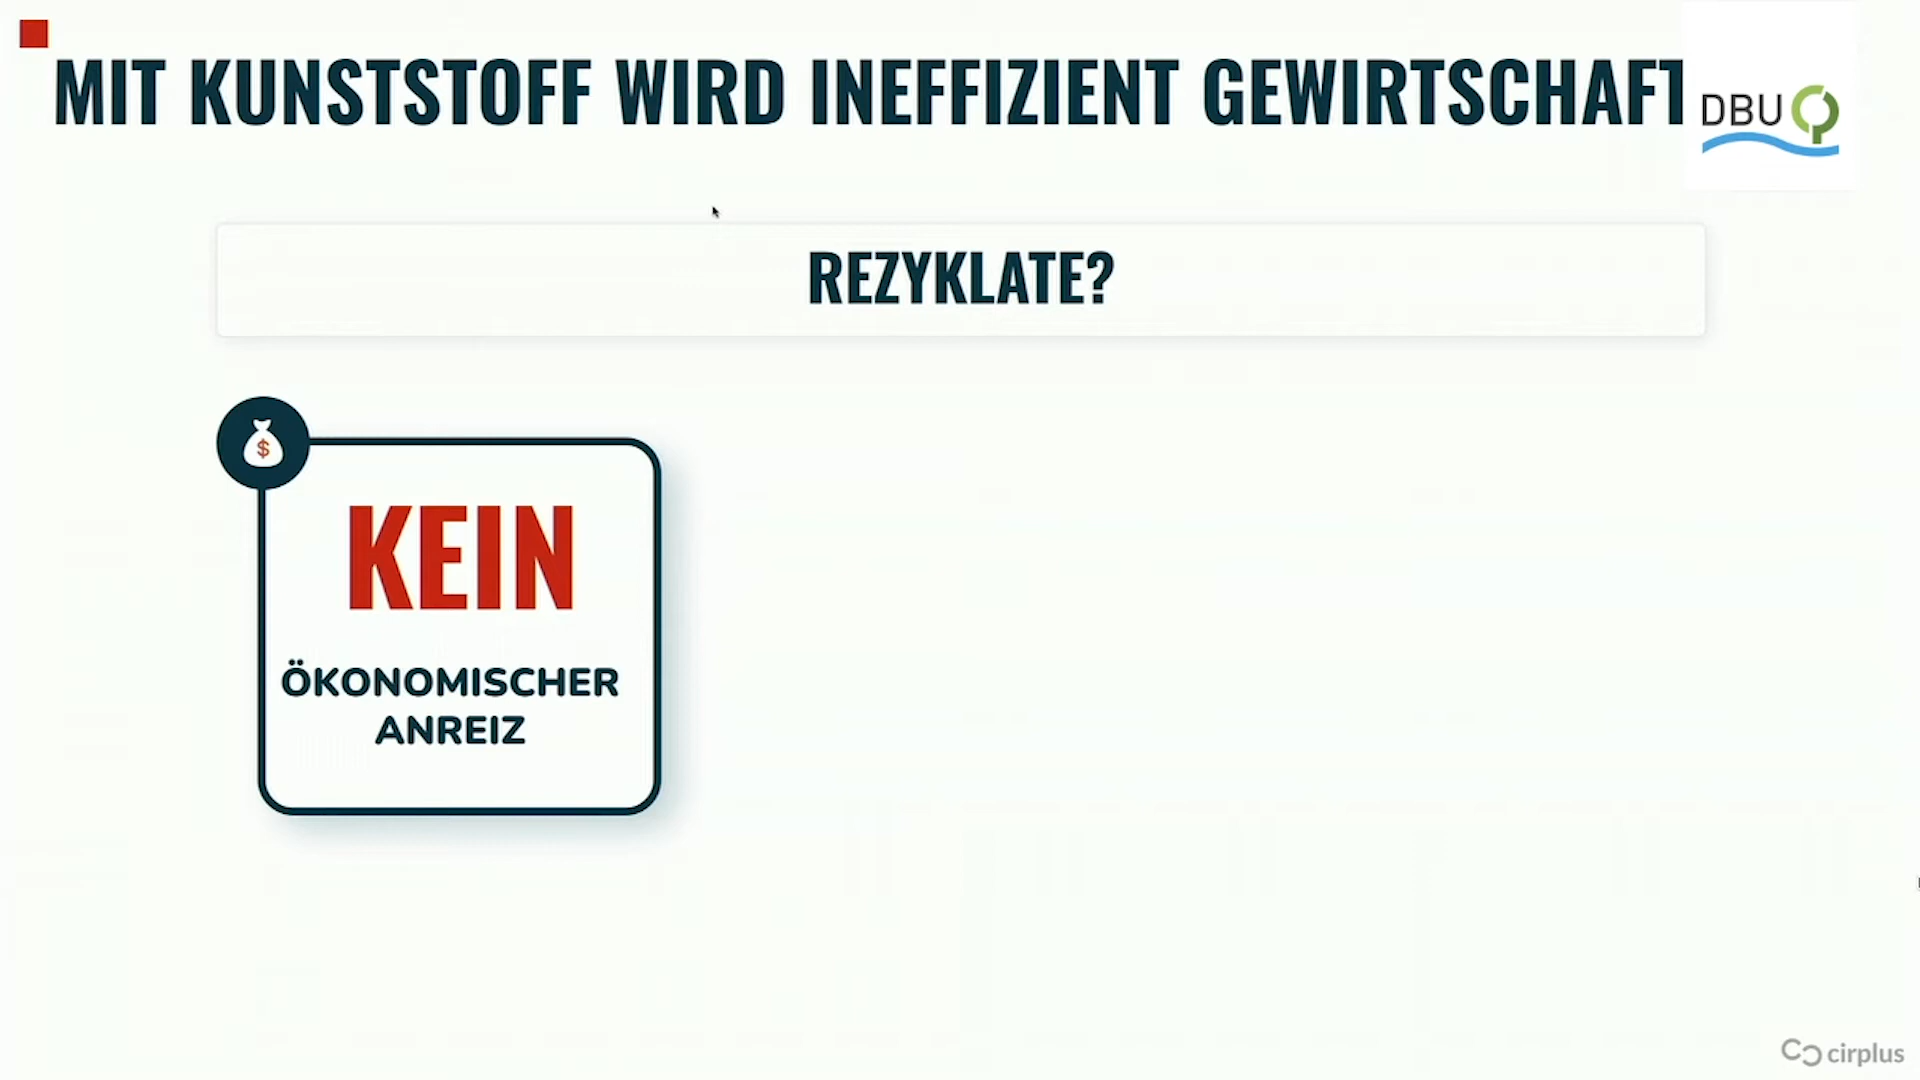 MIT KUNSTSTOFF WIRD INEFFIZIENT GEWIRTSCHAFT
DBU
REZYKLATE?
$
KEIN
ÖKONOMISCHER
ANREIZ
cirplus